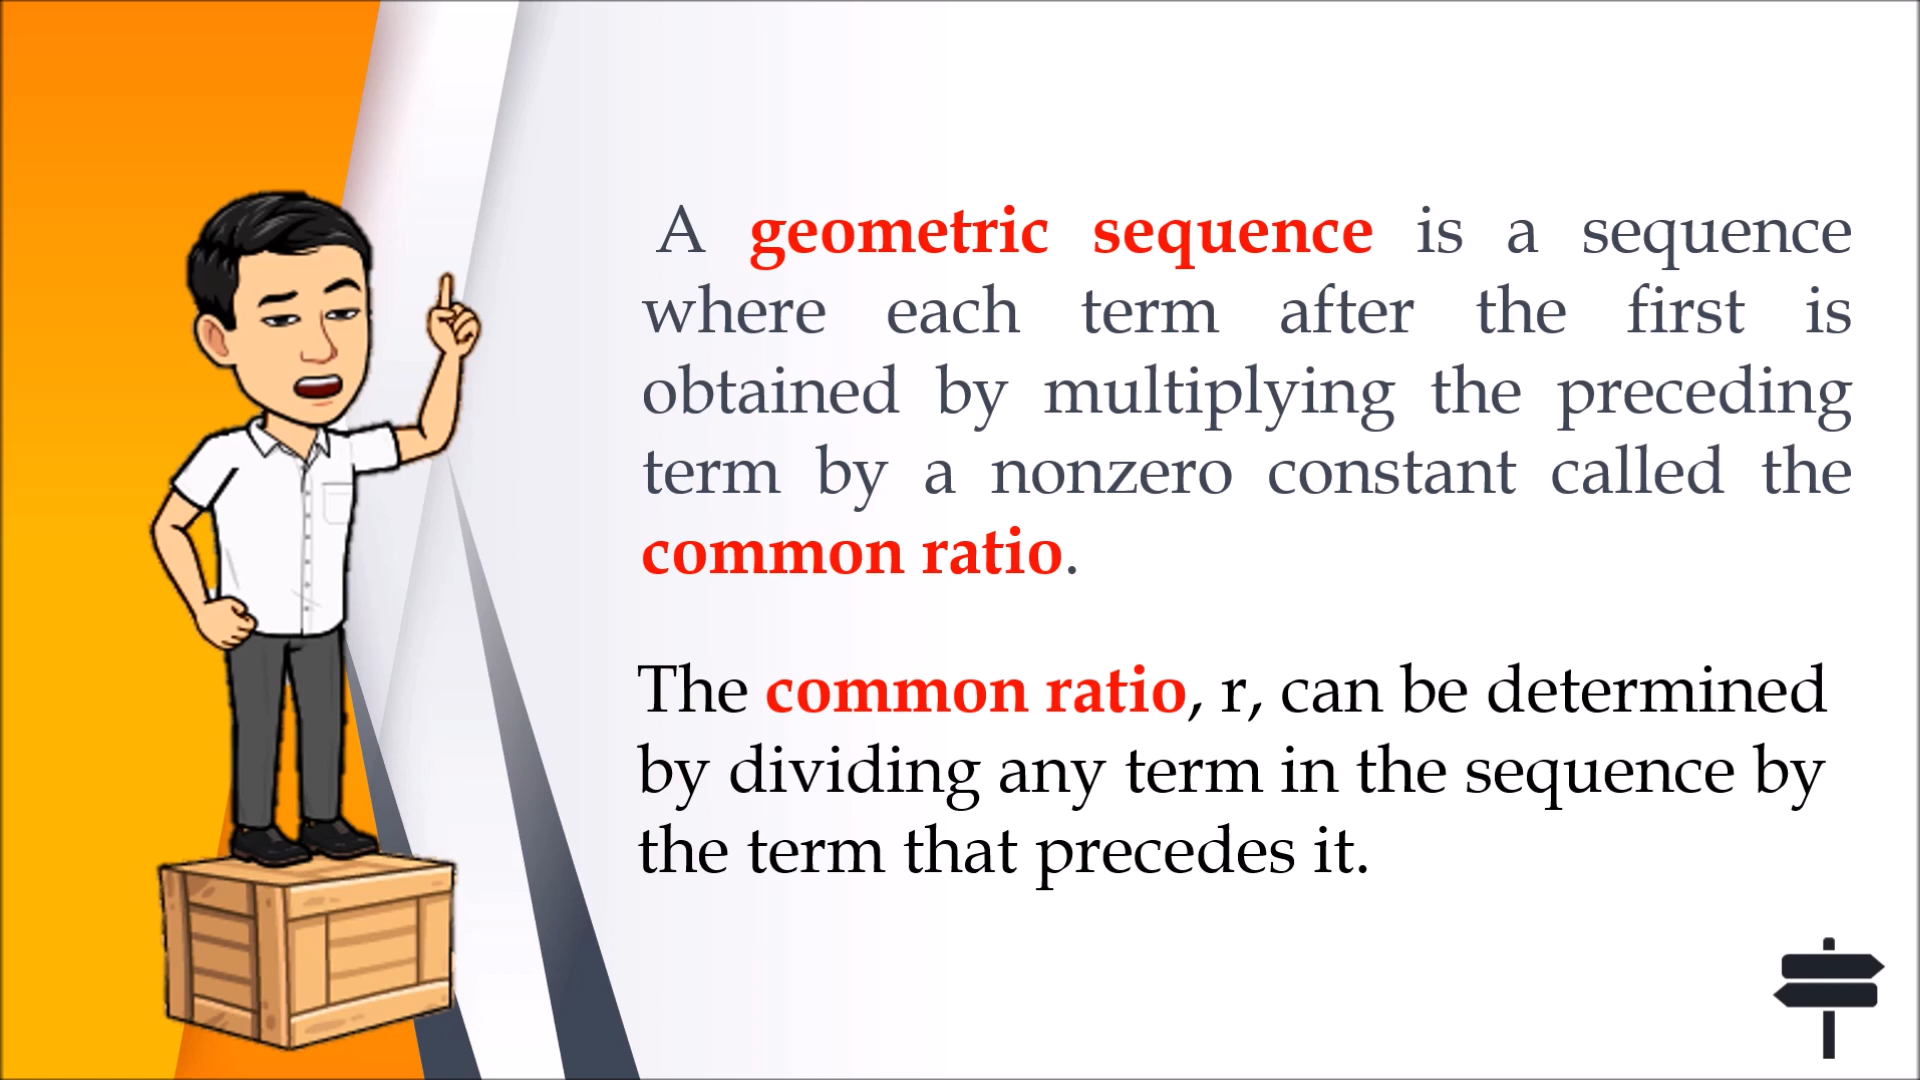 A geometric sequence is a sequence
where each term after the first is
obtained by multiplying the preceding
term by a nonzero constant called the
common ratio.
The common ratio, r, can be determined
by dividing any term in the sequence by
the term that precedes it.